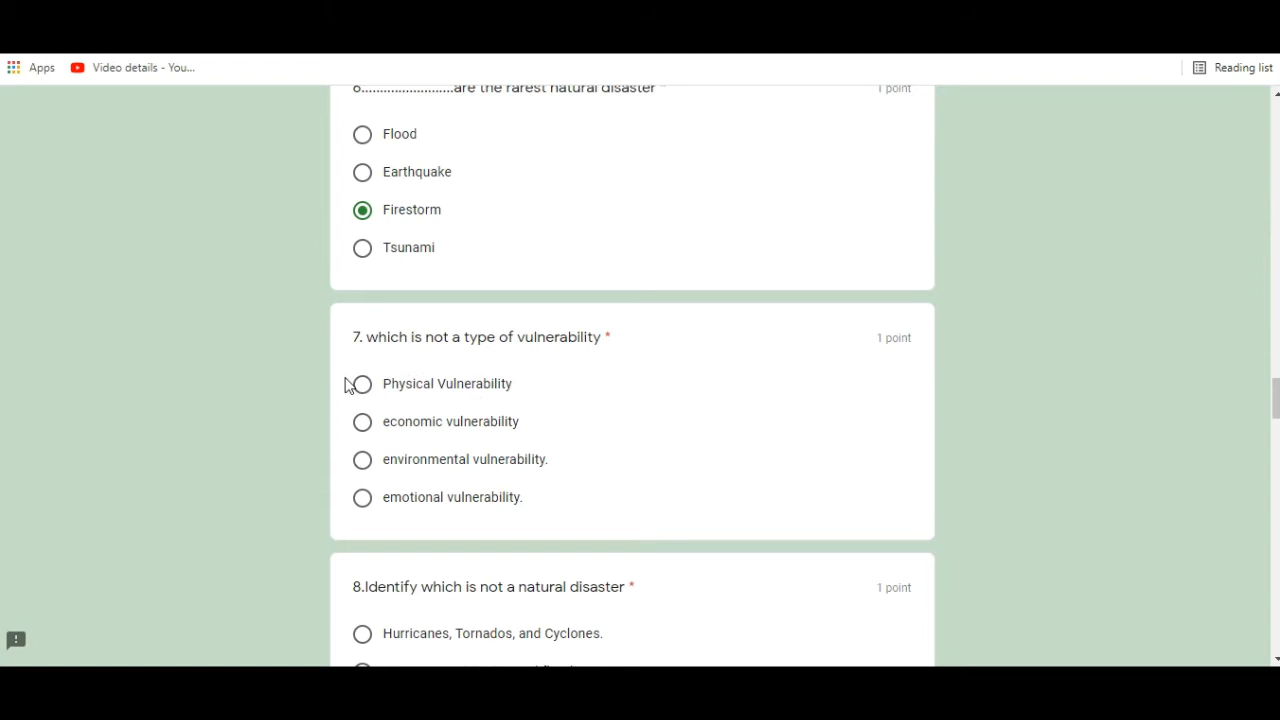 Apps Video details - You... Reading list
6.........................are the rarest natural disaster * 1 point
Flood
Earthquake
Firestorm
Tsunami
7. which is not a type of vulnerability * 1 point
Physical Vulnerability
economic vulnerability
environmental vulnerability.
emotional vulnerability.
8.Identify which is not a natural disaster * 1 point
Hurricanes, Tornados, and Cyclones.